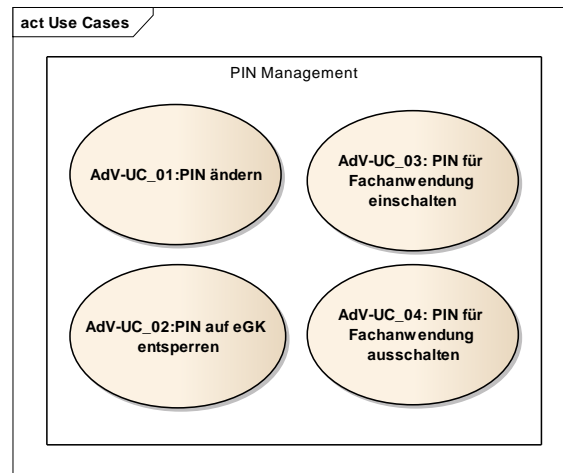 act Use Cases
PIN Management
AdV-UC_01:PIN ändern
AdV-UC_03: PIN für
Fachanwendung
einschalten
AdV-UC_02:PIN auf eGK
entsperren
AdV-UC_04: PIN für
Fachanwendung
ausschalten